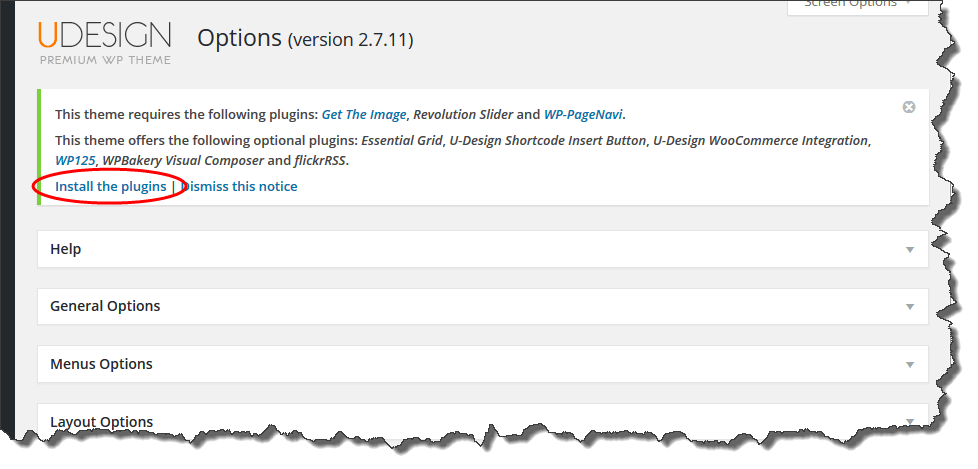 Screen Options
UDESIGN
PREMIUM WP THEME
Options (version 2.7.11)
This theme requires the following plugins: Get The Image, Revolution Slider and WP-PageNavi.
This theme offers the following optional plugins: Essential Grid, U-Design Shortcode Insert Button, U-Design WooCommerce Integration,
WP125, WPBakery Visual Composer and flickrRSS.
Install the plugins | Dismiss this notice
Help
General Options
Menus Options
Layout Options